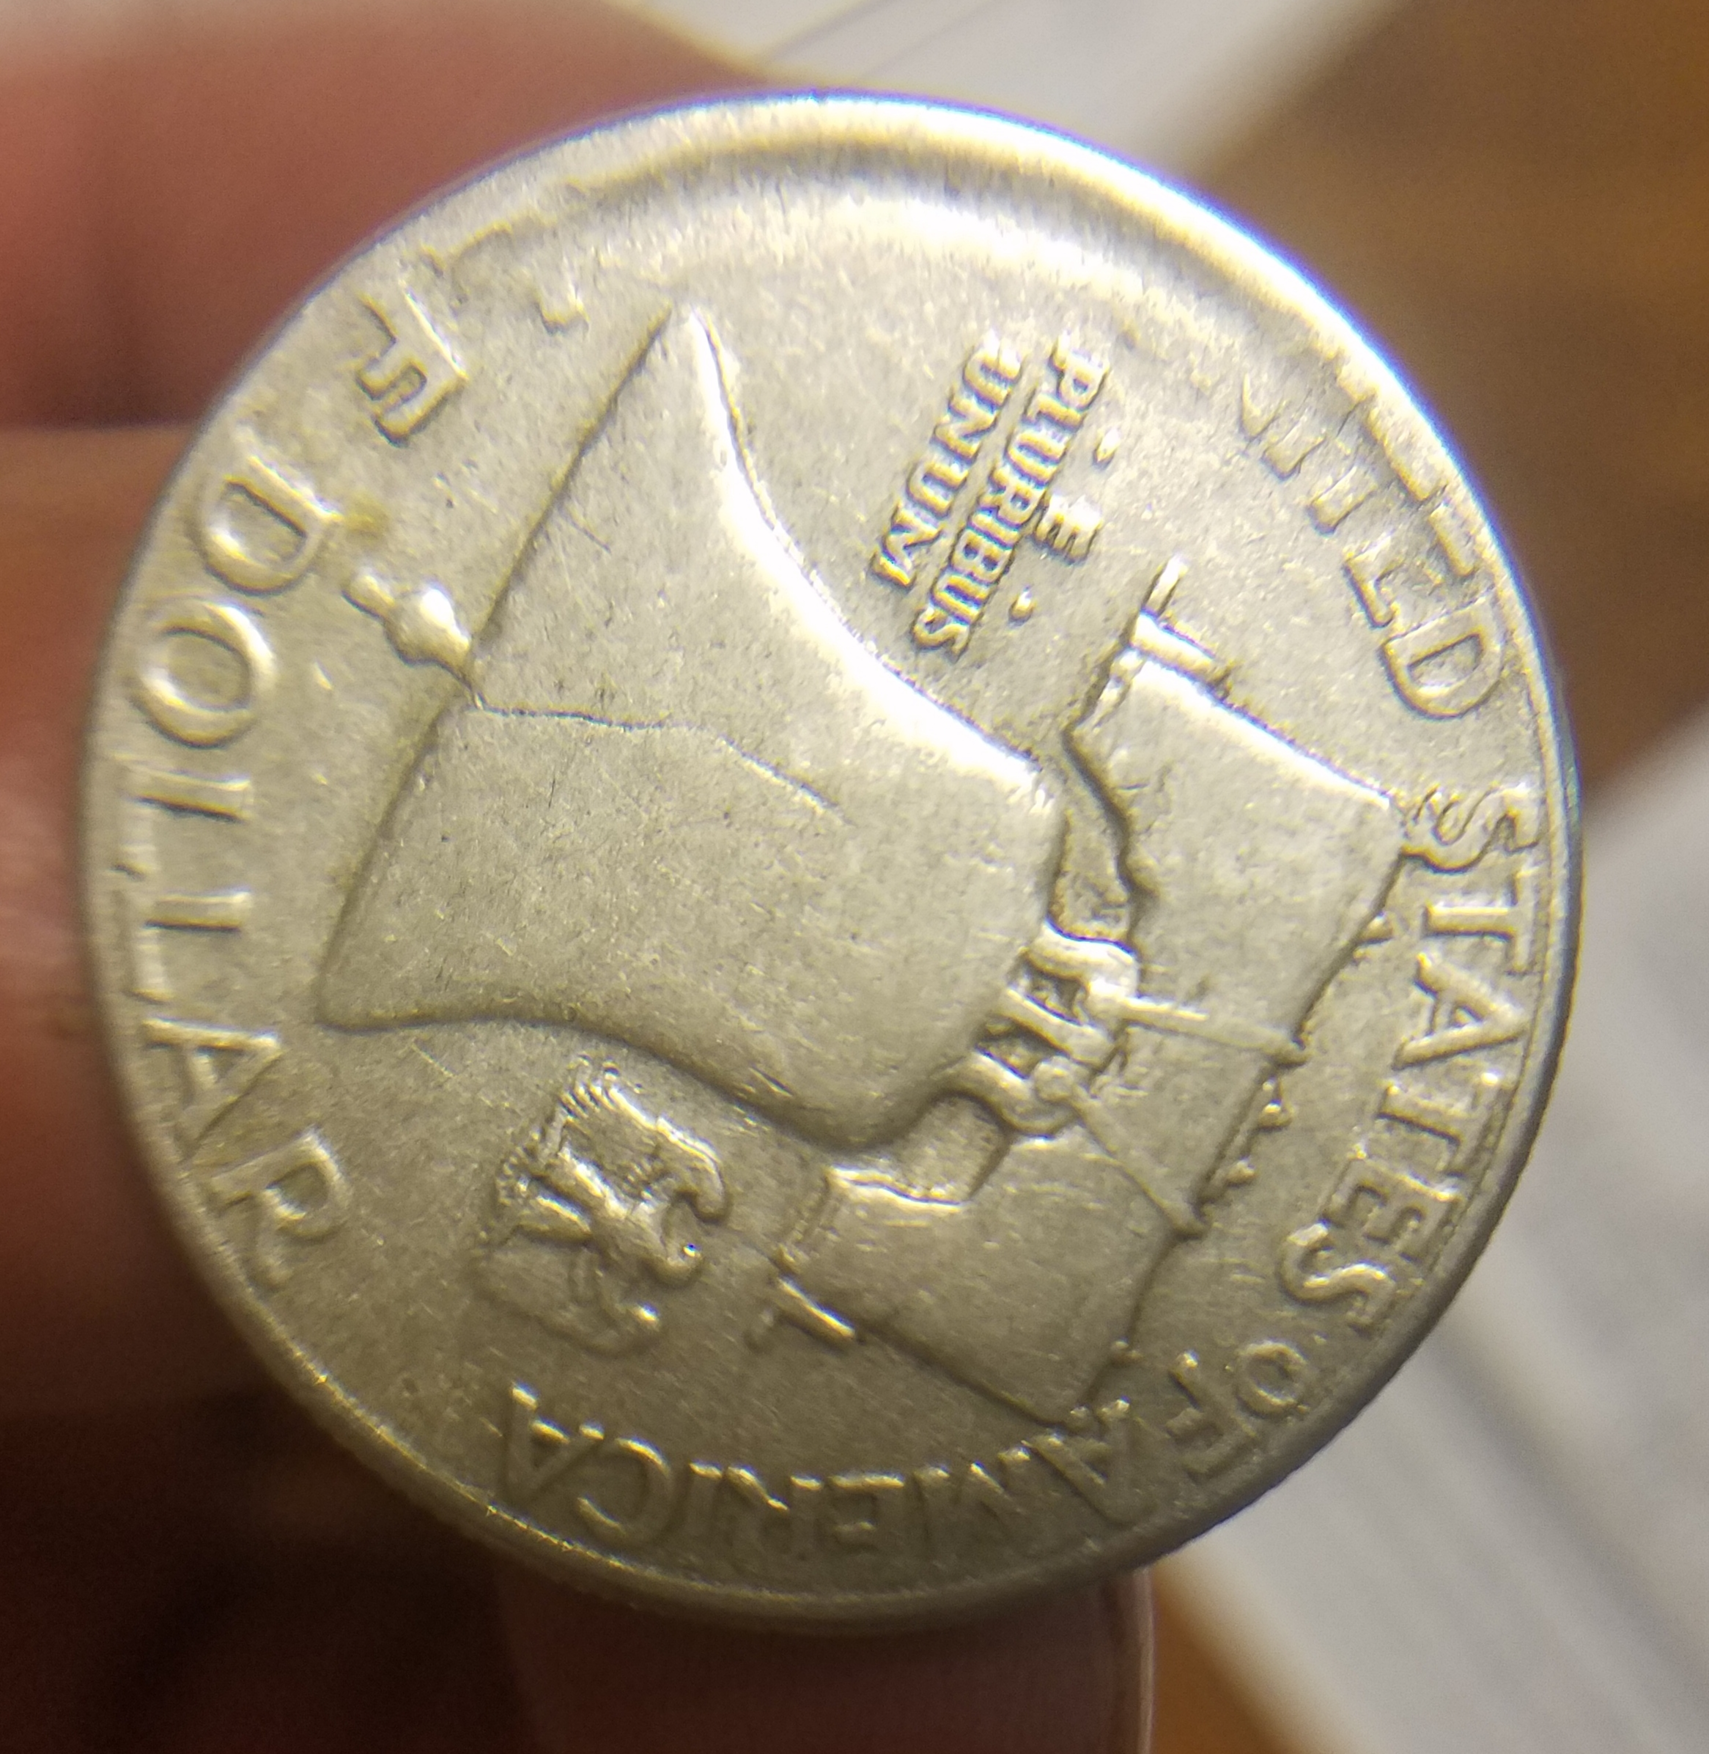 ITED STATES OF AMERICA
· E ·
PLURIBUS
UNUM
F DOLLAR